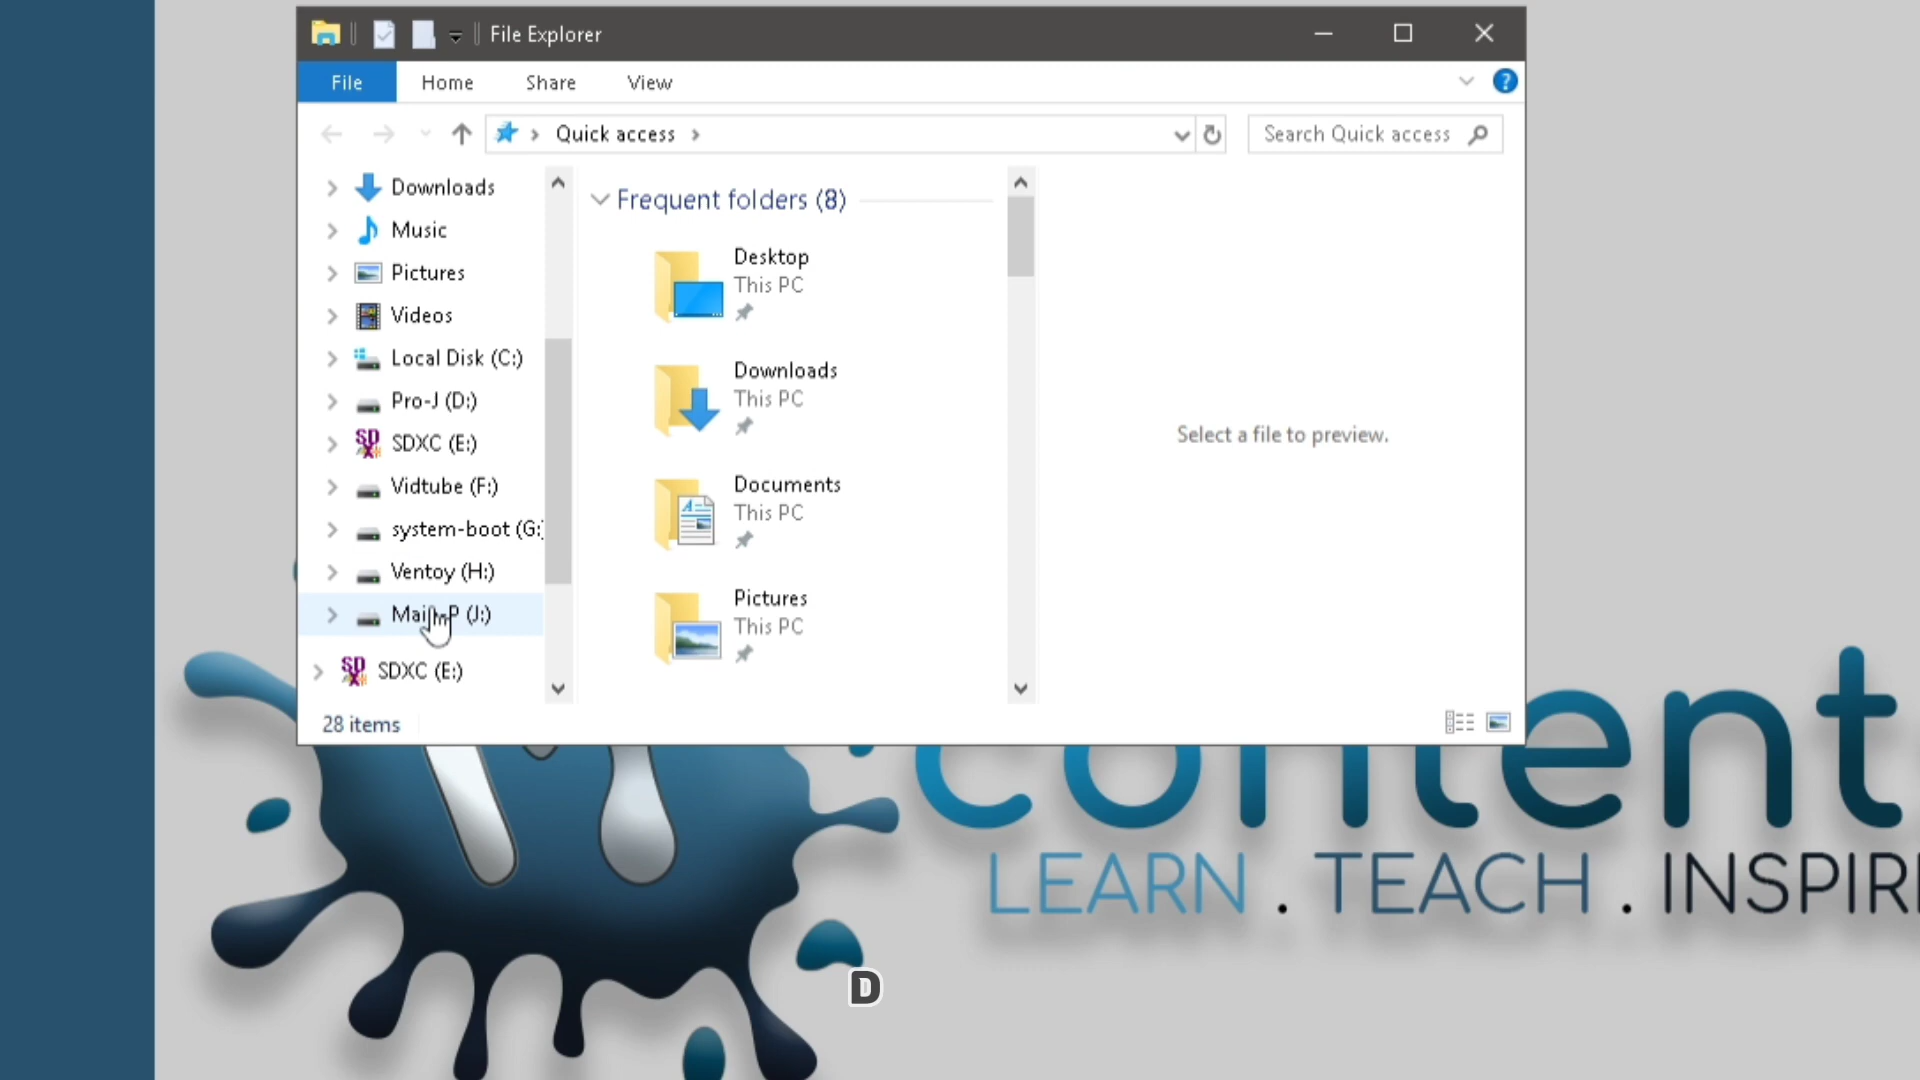 File Explorer
File Home Share View
?
Quick access
Search Quick access
Downloads
Music
Pictures
Videos
Local Disk (C:)
Pro-J (D:)
SDXC (E:)
Vidtube (F:)
system-boot (G:
Ventoy (H:)
(J:)
SDXC (E:)
Frequent folders (8)
Desktop
This PC
Downloads
This PC
Documents
This PC
Pictures
This PC
Select a file to preview.
28 items
content
LEARN . TEACH . INSPIR
D